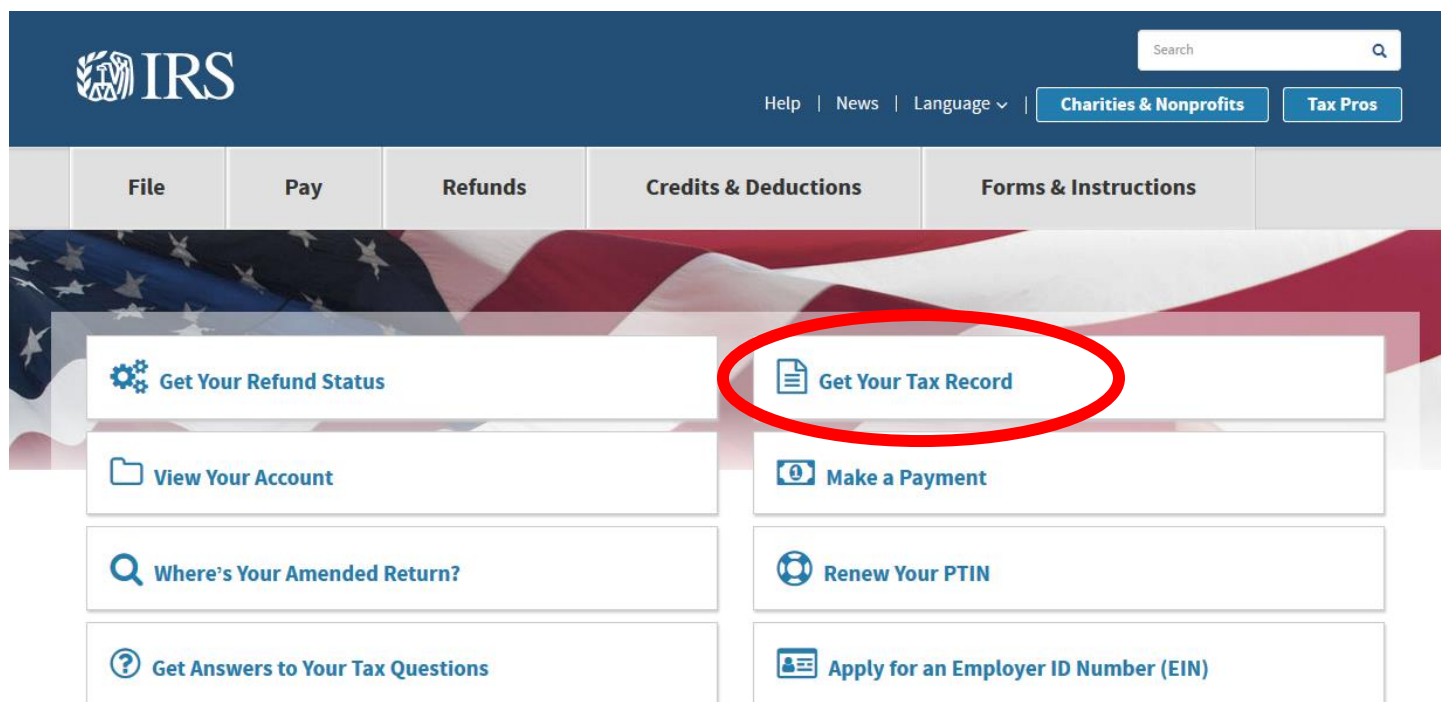 IRS
Search
Help | News | Language | Charities & Nonprofits Tax Pros
File Pay Refunds Credits & Deductions Forms & Instructions
Get Your Refund Status
Get Your Tax Record
View Your Account
1 Make a Payment
Where's Your Amended Return?
Renew Your PTIN
? Get Answers to Your Tax Questions
Apply for an Employer ID Number (EIN)